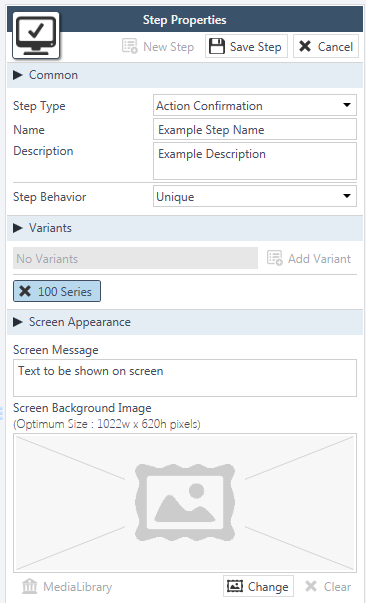 Step Properties
New Step Save Step Cancel
Common
Step Type Action Confirmation
Name Example Step Name
Description Example Description
Step Behavior Unique
Variants
No Variants Add Variant
100 Series
Screen Appearance
Screen Message
Text to be shown on screen
Screen Background Image
(Optimum Size : 1022w x 620h pixels)
MediaLibrary Change Clear